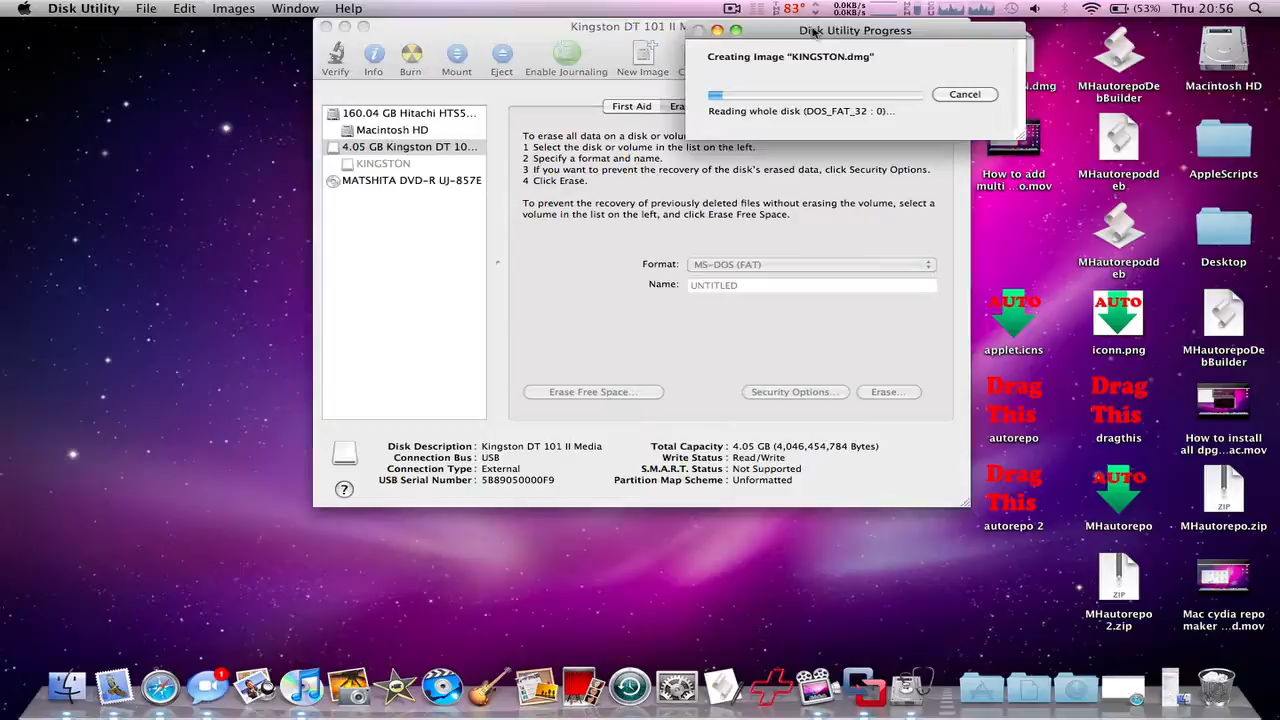 Disk Utility File Edit Images Window Help
83° 0.0KB/s 0.0KB/s (53%) Thu 20:56
Kingston DT 101 II M
Verify Info Burn Mount Eject Enable Journaling New Image C
Disk Utility Progress
Creating Image "KINGSTON.dmg"
Cancel
Reading whole disk (DOS_FAT_32 : 0)...
160.04 GB Hitachi HTS5...
Macintosh HD
4.05 GB Kingston DT 10...
KINGSTON
MATSHITA DVD-R UJ-857E
First Aid Era
To erase all data on a disk or volu
1 Select the disk or volume in the list on the left.
2 Specify a format and name.
3 If you want to prevent the recovery of the disk's erased data, click Security Options.
4 Click Erase.
To prevent the recovery of previously deleted files without erasing the volume, select a
volume in the list on the left, and click Erase Free Space.
Format: MS-DOS (FAT)
Name: UNTITLED
Erase Free Space... Security Options... Erase...
Disk Description : Kingston DT 101 II Media
Connection Bus : USB
Connection Type : External
USB Serial Number : 5B89050000F9
Total Capacity : 4.05 GB (4,046,454,784 Bytes)
Write Status : Read/Write
S.M.A.R.T. Status : Not Supported
Partition Map Scheme : Unformatted
?
.dmg
MHautorepoDe
bBuilder
Macintosh HD
How to add
multi ...o.mov
MHautorepodd
eb
AppleScripts
MHautorepodd
eb
Desktop
AUTO
applet.icns
AUTO
iconn.png
MHautorepoDe
bBuilder
Drag
This
autorepo
Drag
This
dragthis
How to install
all dpg...ac.mov
Drag
This
autorepo 2
AUTO
MHautorepo
ZIP
MHautorepo.zip
ZIP
MHautorepo
2.zip
Mac cydia repo
maker ...d.mov
1